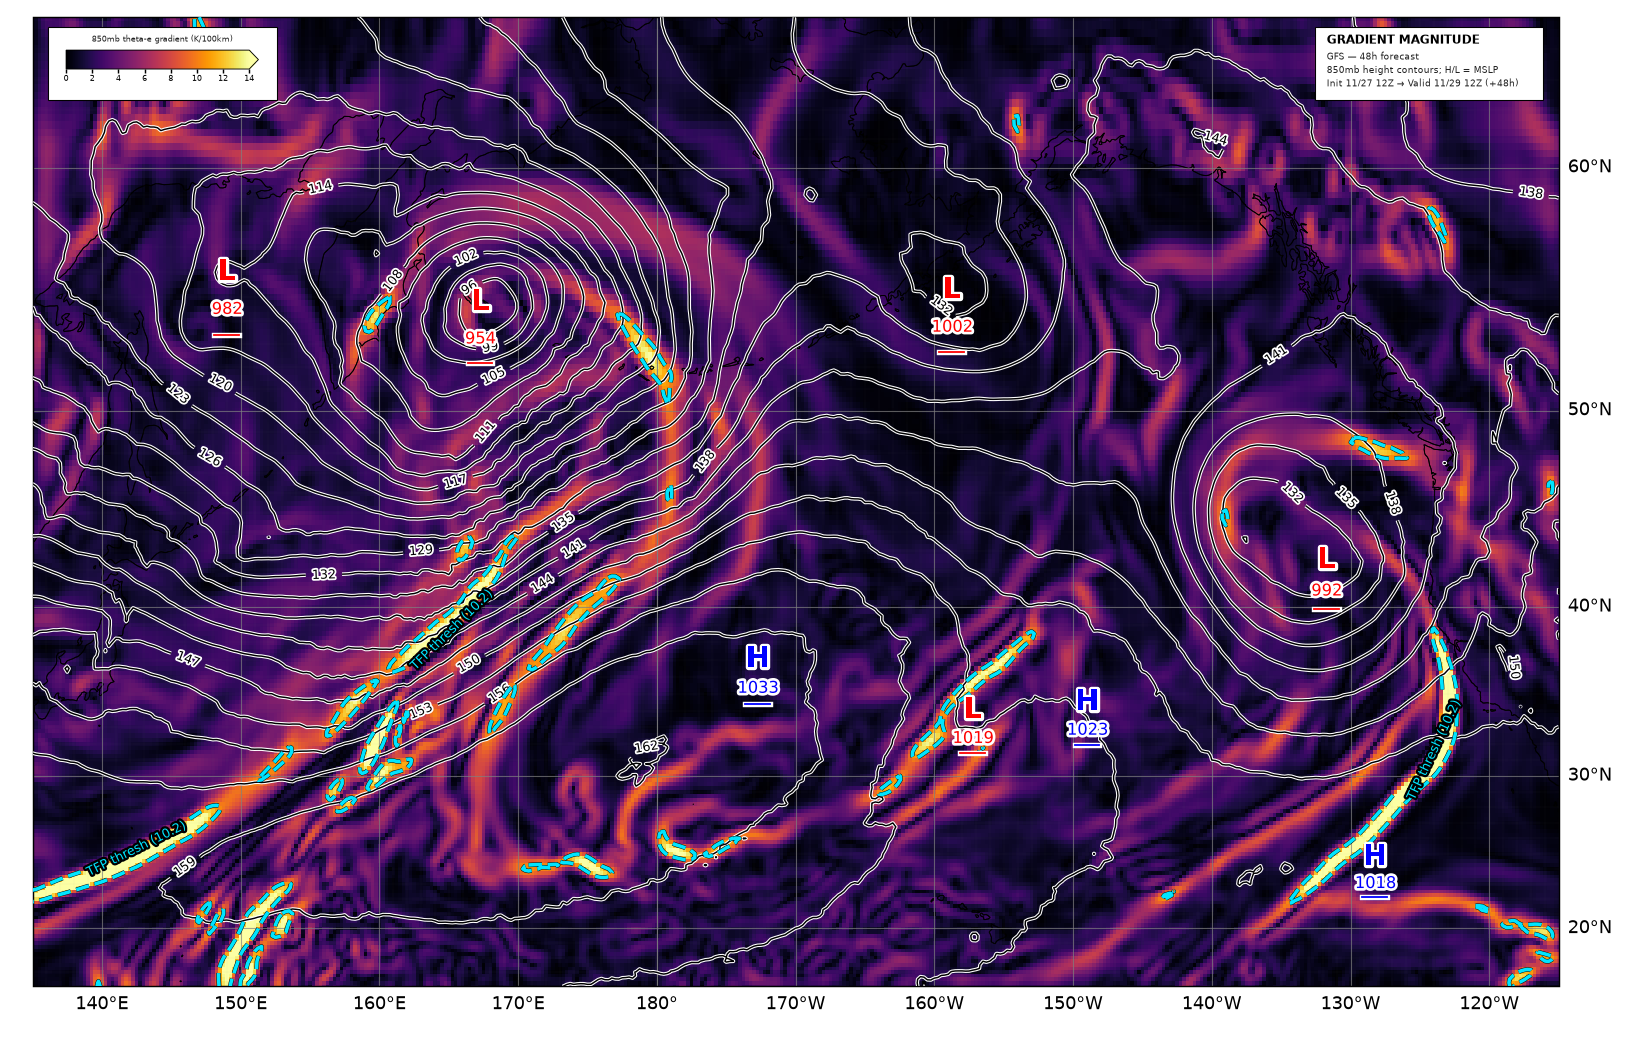 850mb theta-e gradient (K/100km)
0 2 4 6 8 10 12 14
GRADIENT MAGNITUDE
GFS — 48h forecast
850mb height contours; H/L = MSLP
Init 11/27 12Z → Valid 11/29 12Z (+48h)
144
60°N
138
114
102
L
982
108
96
L
954
99
105
L
132
1002
120
123
141
50°N
111
126
117
138
135
129
132
141
144
132
135
138
L
992
40°N
TFP thresh (10.2)
147
150
156
153
H
1033
162
L
1019
H
1023
150
TFP thresh (10.2)
30°N
TFP thresh (10.2)
159
H
1018
20°N
140°E 150°E 160°E 170°E 180° 170°W 160°W 150°W 140°W 130°W 120°W